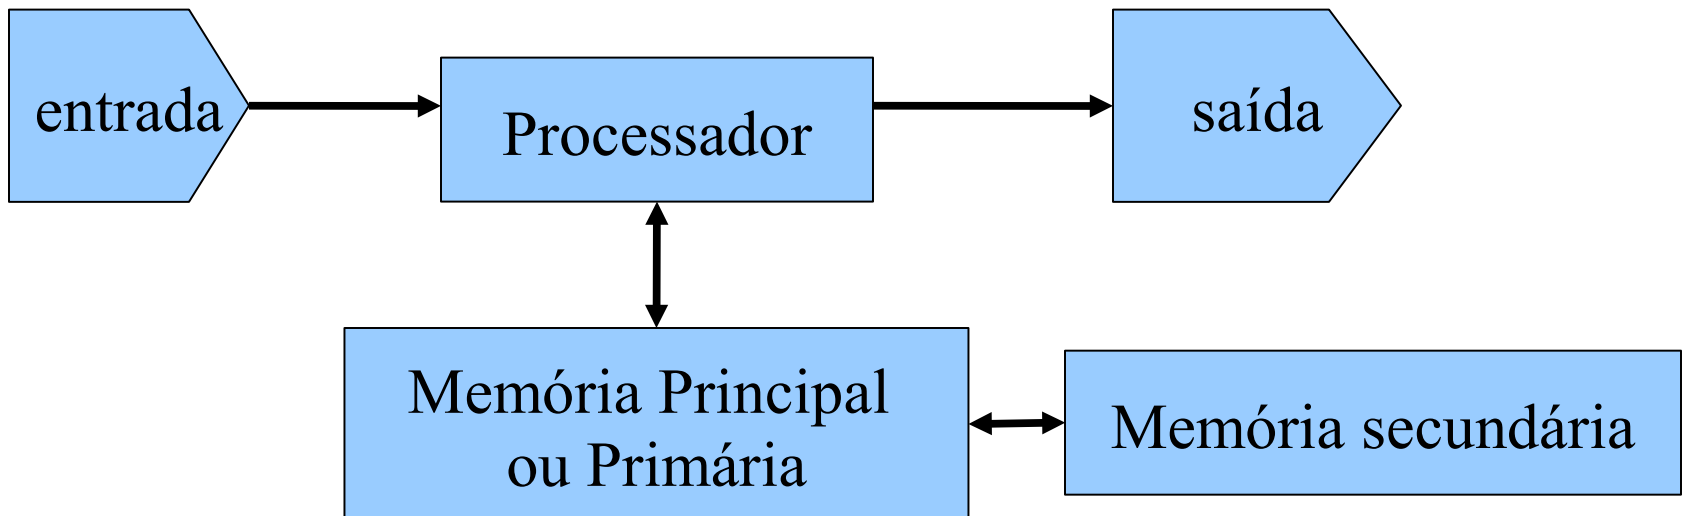 entrada
Processador
saída
Memória Principal
ou Primária
Memória secundária